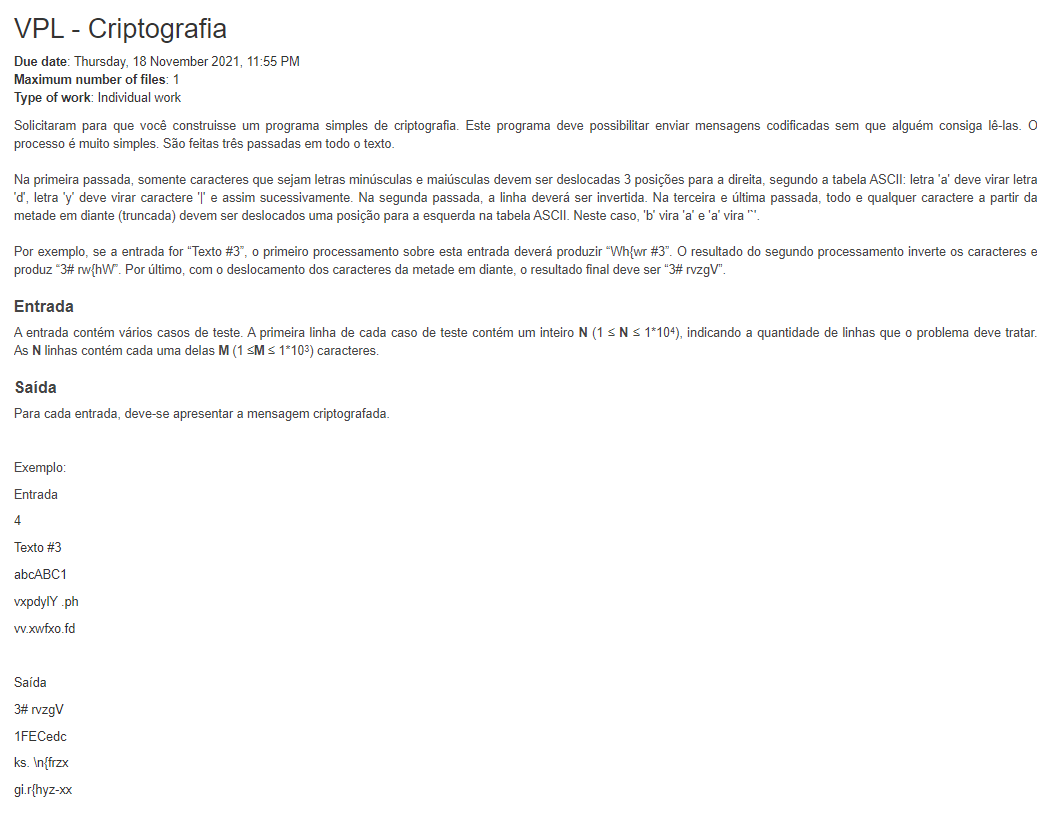 VPL - Criptografia
Due date: Thursday, 18 November 2021, 11:55 PM
Maximum number of files: 1
Type of work: Individual work
Solicitaram para que você construisse um programa simples de criptografia. Este programa deve possibilitar enviar mensagens codificadas sem que alguém consiga lê-las. O
processo é muito simples. São feitas três passadas em todo o texto.
Na primeira passada, somente caracteres que sejam letras minúsculas e maiúsculas devem ser deslocadas 3 posições para a direita, segundo a tabela ASCII: letra 'a' deve virar letra
'd', letra 'y' deve virar caractere '|' e assim sucessivamente. Na segunda passada, a linha deverá ser invertida. Na terceira e última passada, todo e qualquer caractere a partir da
metade em diante (truncada) devem ser deslocados uma posição para a esquerda na tabela ASCII. Neste caso, 'b' vira 'a' e 'a' vira '`'.
Por exemplo, se a entrada for “Texto #3”, o primeiro processamento sobre esta entrada deverá produzir “Wh{wr #3”. O resultado do segundo processamento inverte os caracteres e
produz “3# rw{hW”. Por último, com o deslocamento dos caracteres da metade em diante, o resultado final deve ser “3# rvzgV”.
Entrada
A entrada contém vários casos de teste. A primeira linha de cada caso de teste contém um inteiro N (1 ≤ N ≤ 1*10⁴), indicando a quantidade de linhas que o problema deve tratar.
As N linhas contém cada uma delas M (1 ≤M ≤ 1*10³) caracteres.
Saída
Para cada entrada, deve-se apresentar a mensagem criptografada.
Exemplo:
Entrada
4
Texto #3
abcABC1
vxpdylY .ph
vv.xwfxo.fd
Saída
3# rvzgV
1FECedc
ks. \n{frzx
gi.r{hyz-xx